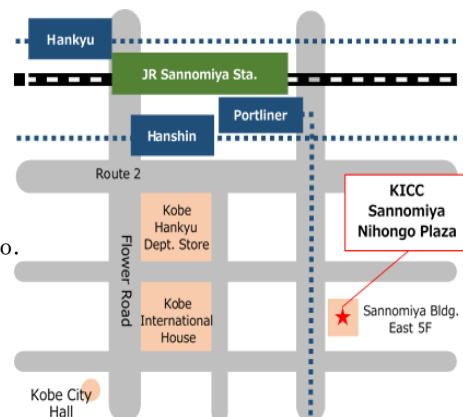 Hankyu
JR Sannomiya Sta.
Portliner
Hanshin
Route 2
KICC
Sannomiya
Nihongo Plaza
Kobe
Hankyu
Dept. Store
Flower Road
o.
Kobe
International
House
Sannomiya Bldg.
East 5F
Kobe City
Hall